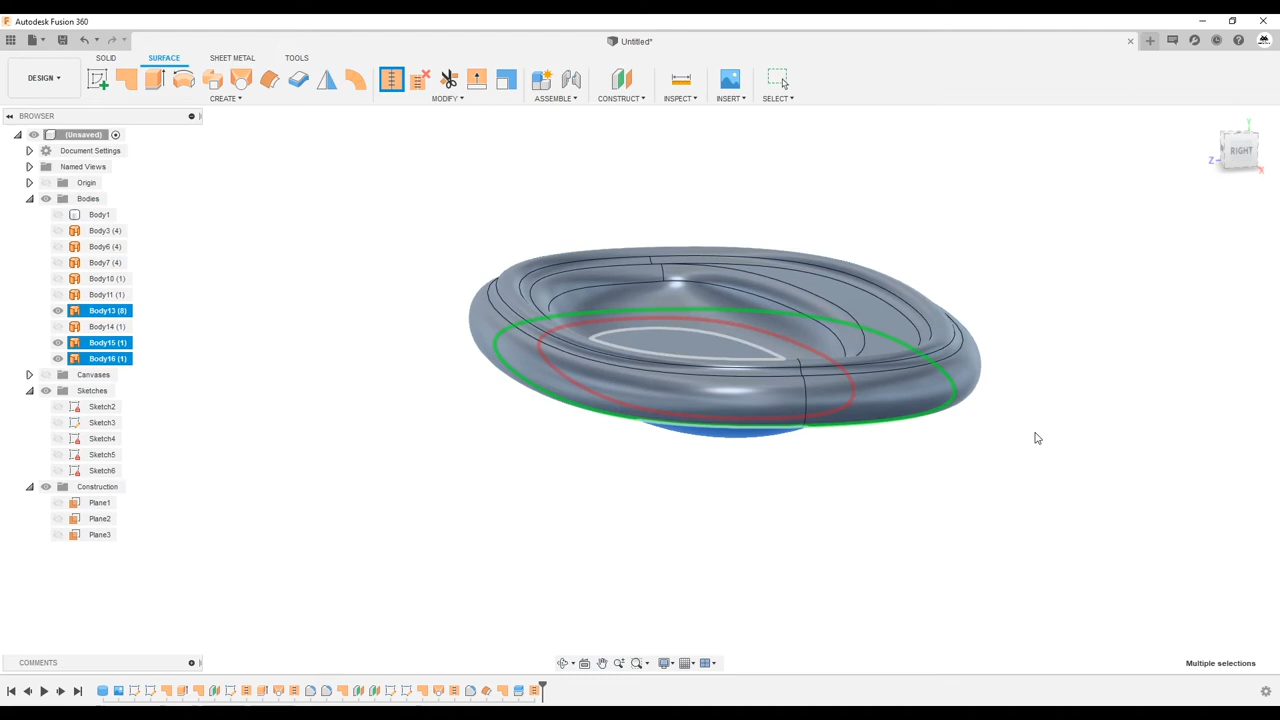 Autodesk Fusion 360
Untitled*
SOLID SURFACE SHEET METAL TOOLS
DESIGN
CREATE MODIFY ASSEMBLE CONSTRUCT INSPECT INSERT SELECT
BROWSER
(Unsaved)
Document Settings
Named Views
Origin
Bodies
Body1
Body3 (4)
Body6 (4)
Body7 (4)
Body10 (1)
Body11 (1)
Body13 (8)
Body14 (1)
Body15 (1)
Body16 (1)
Canvases
Sketches
Sketch2
Sketch3
Sketch4
Sketch5
Sketch6
Construction
Plane1
Plane2
Plane3
Y
RIGHT
Z
X
COMMENTS
Multiple selections